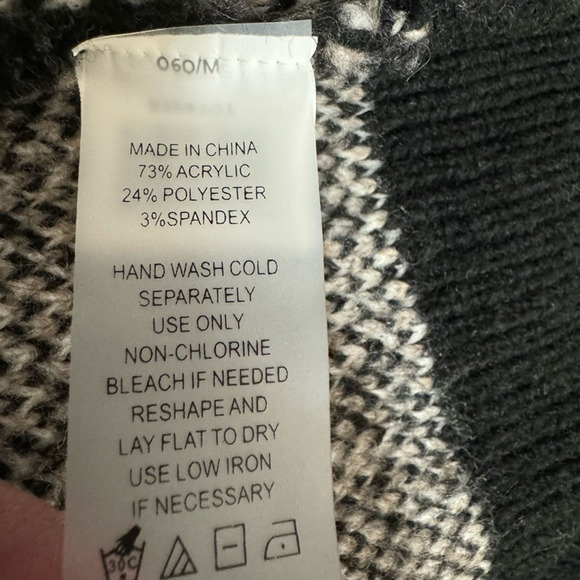 060/M
MADE IN CHINA
73% ACRYLIC
24% POLYESTER
3%SPANDEX
HAND WASH COLD
SEPARATELY
USE ONLY
NON-CHLORINE
BLEACH IF NEEDED
RESHAPE AND
LAY FLAT TO DRY
USE LOW IRON
IF NECESSARY
30C